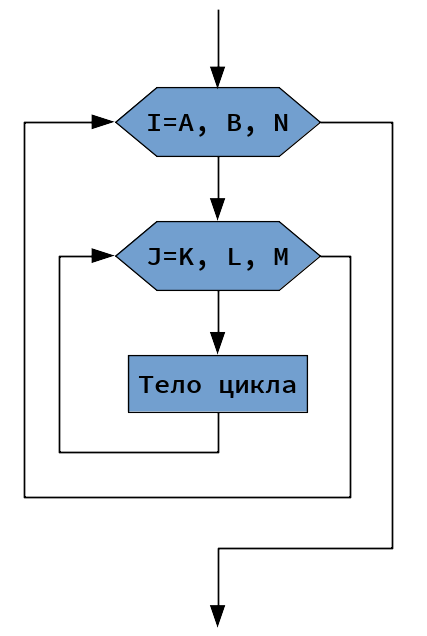 I=A, B, N
J=K, L, M
Тело цикла